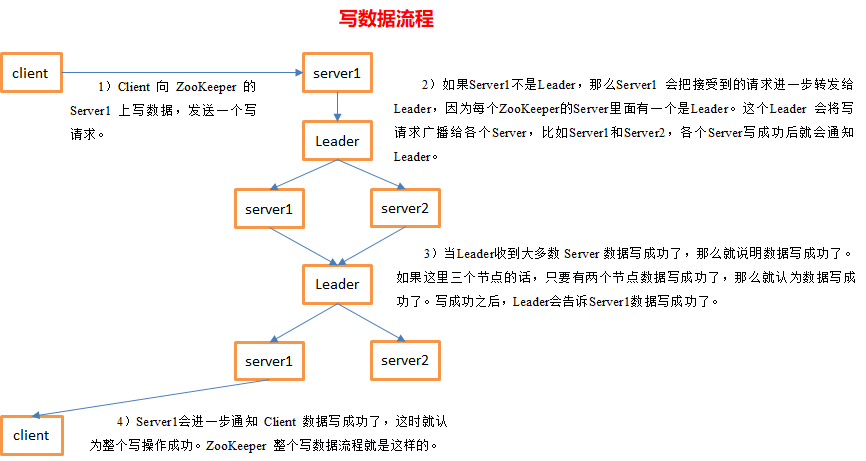 写数据流程
client
server1
1）Client 向 ZooKeeper 的
Server1 上写数据，发送一个写
请求。
2）如果Server1不是Leader，那么Server1 会把接受到的请求进一步转发给
Leader，因为每个ZooKeeper的Server里面有一个是Leader。这个Leader 会将写
请求广播给各个Server，比如Server1和Server2，各个Server写成功后就会通知
Leader。
Leader
server1
server2
3）当Leader收到大多数 Server 数据写成功了，那么就说明数据写成功了。
如果这里三个节点的话，只要有两个节点数据写成功了，那么就认为数据写成
功了。写成功之后，Leader会告诉Server1数据写成功了。
Leader
server1
server2
4）Server1会进一步通知 Client 数据写成功了，这时就认
为整个写操作成功。ZooKeeper 整个写数据流程就是这样的。
client